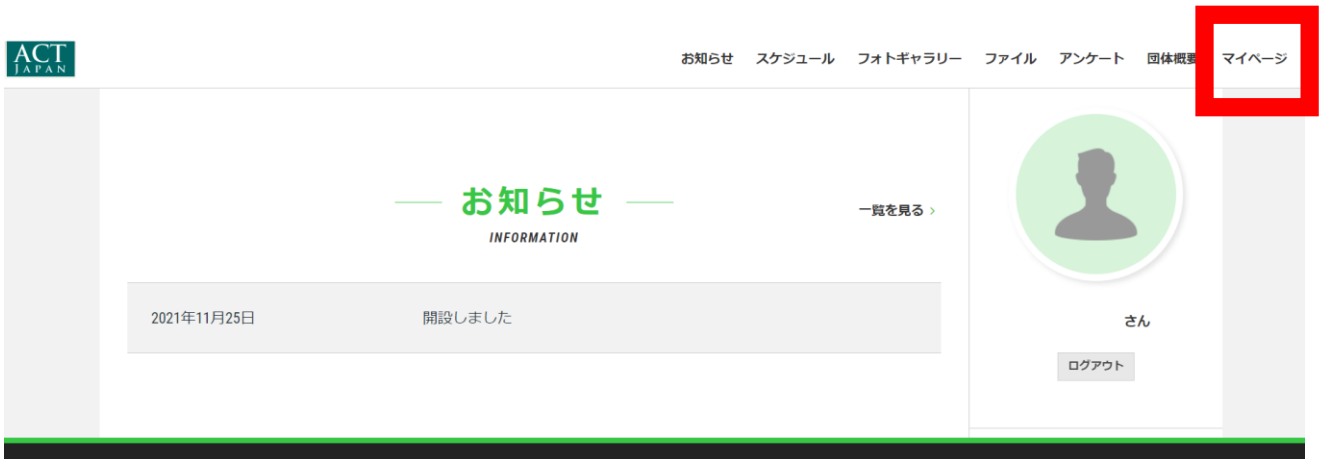 ACT
JAPAN
お知らせ スケジュール フォトギャラリー ファイル アンケート 団体概要 マイページ
お知らせ
一覧を見る >
INFORMATION
2021年11月25日 開設しました
さん
ログアウト